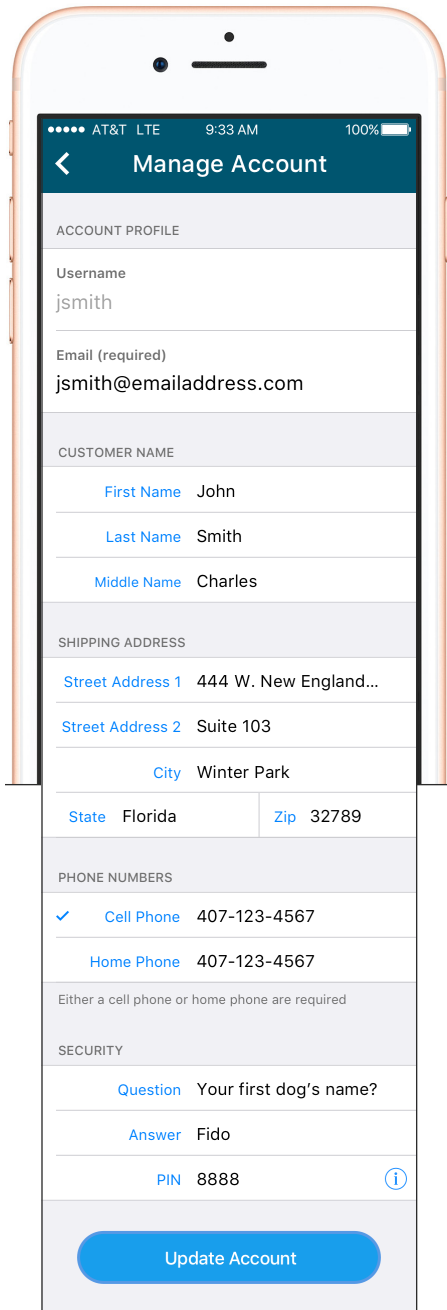 AT&T LTE 9:33 AM 100%
Manage Account
ACCOUNT PROFILE
Username
jsmith
Email (required)
jsmith@emailaddress.com
CUSTOMER NAME
First Name John
Last Name Smith
Middle Name Charles
SHIPPING ADDRESS
Street Address 1 444 W. New England...
Street Address 2 Suite 103
City Winter Park
State Florida Zip 32789
PHONE NUMBERS
Cell Phone 407-123-4567
Home Phone 407-123-4567
Either a cell phone or home phone are required
SECURITY
Question Your first dog's name?
Answer Fido
PIN 8888
Update Account